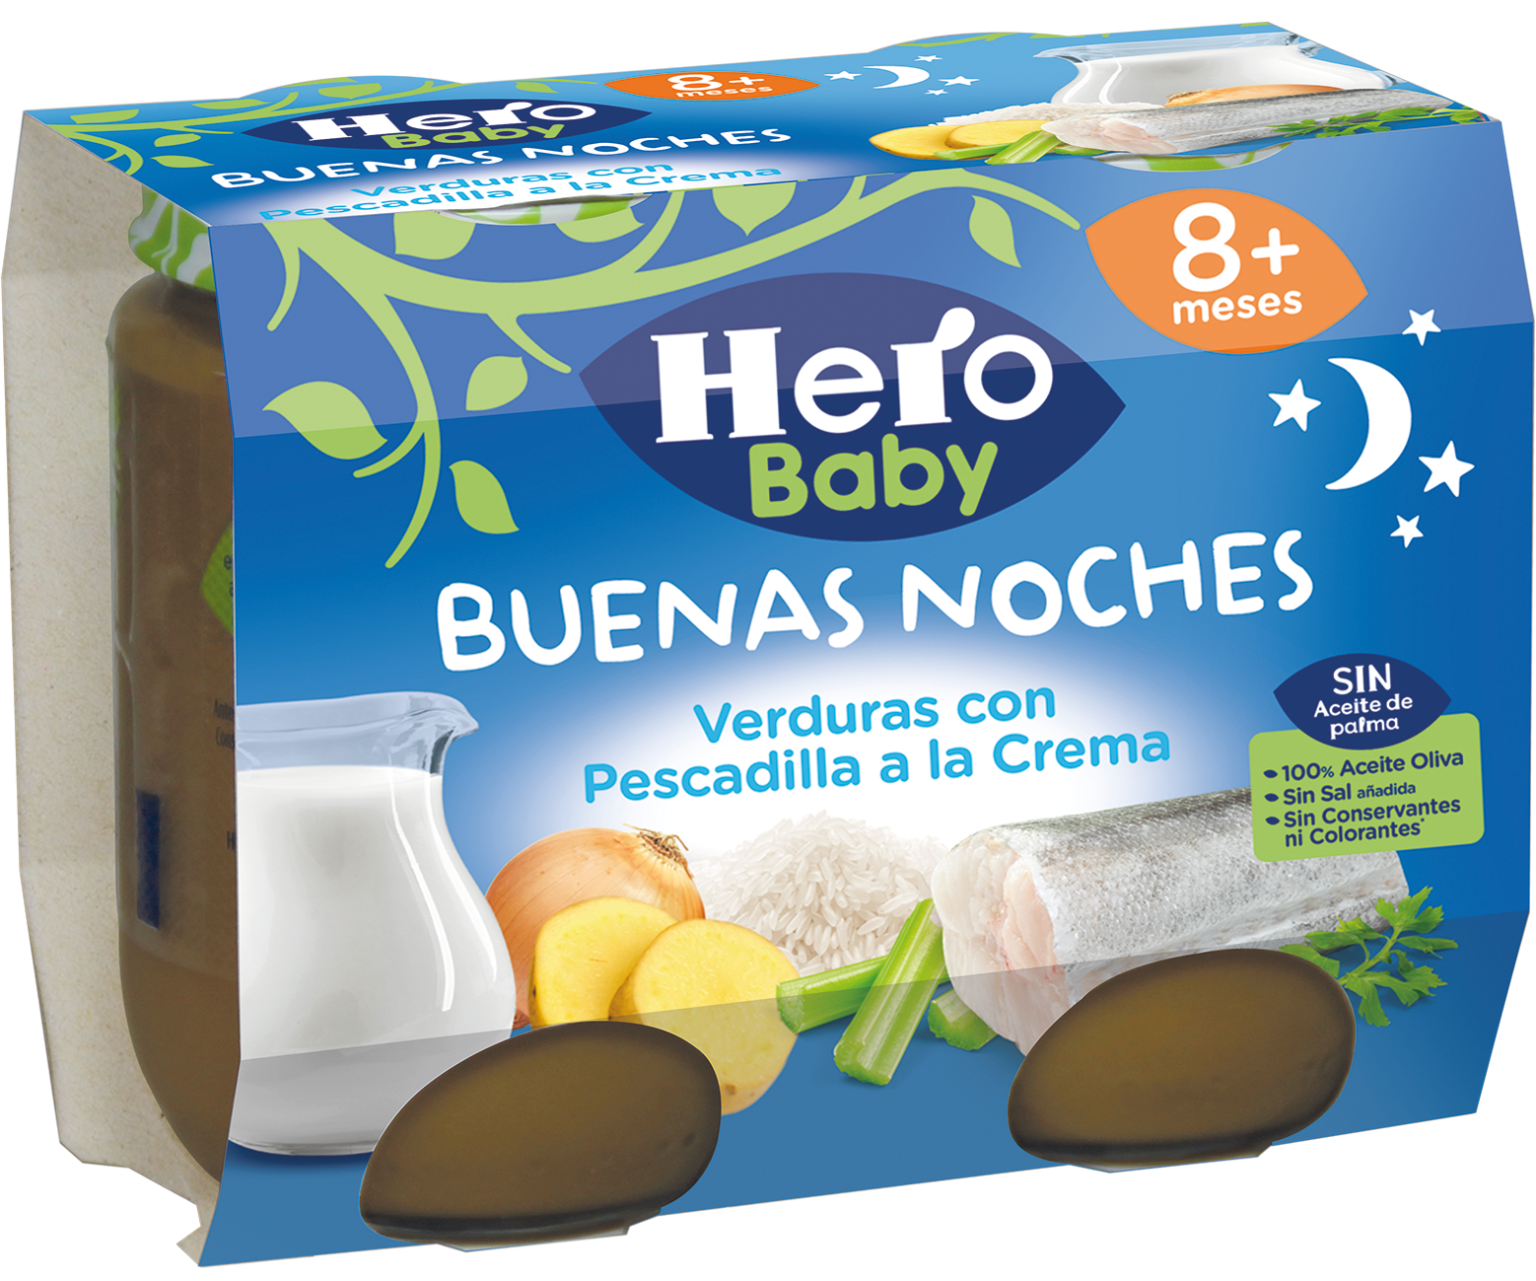 Hero
Baby
8+
meses
BUENAS NOCHES
Verduras con
Pescadilla a la Crema
8+
meses
Hero
Baby
BUENAS NOCHES
Verduras con
Pescadilla a la Crema
SIN
Aceite de
palma
100% Aceite Oliva
Sin Sal añadida
Sin Conservantes
ni Colorantes*